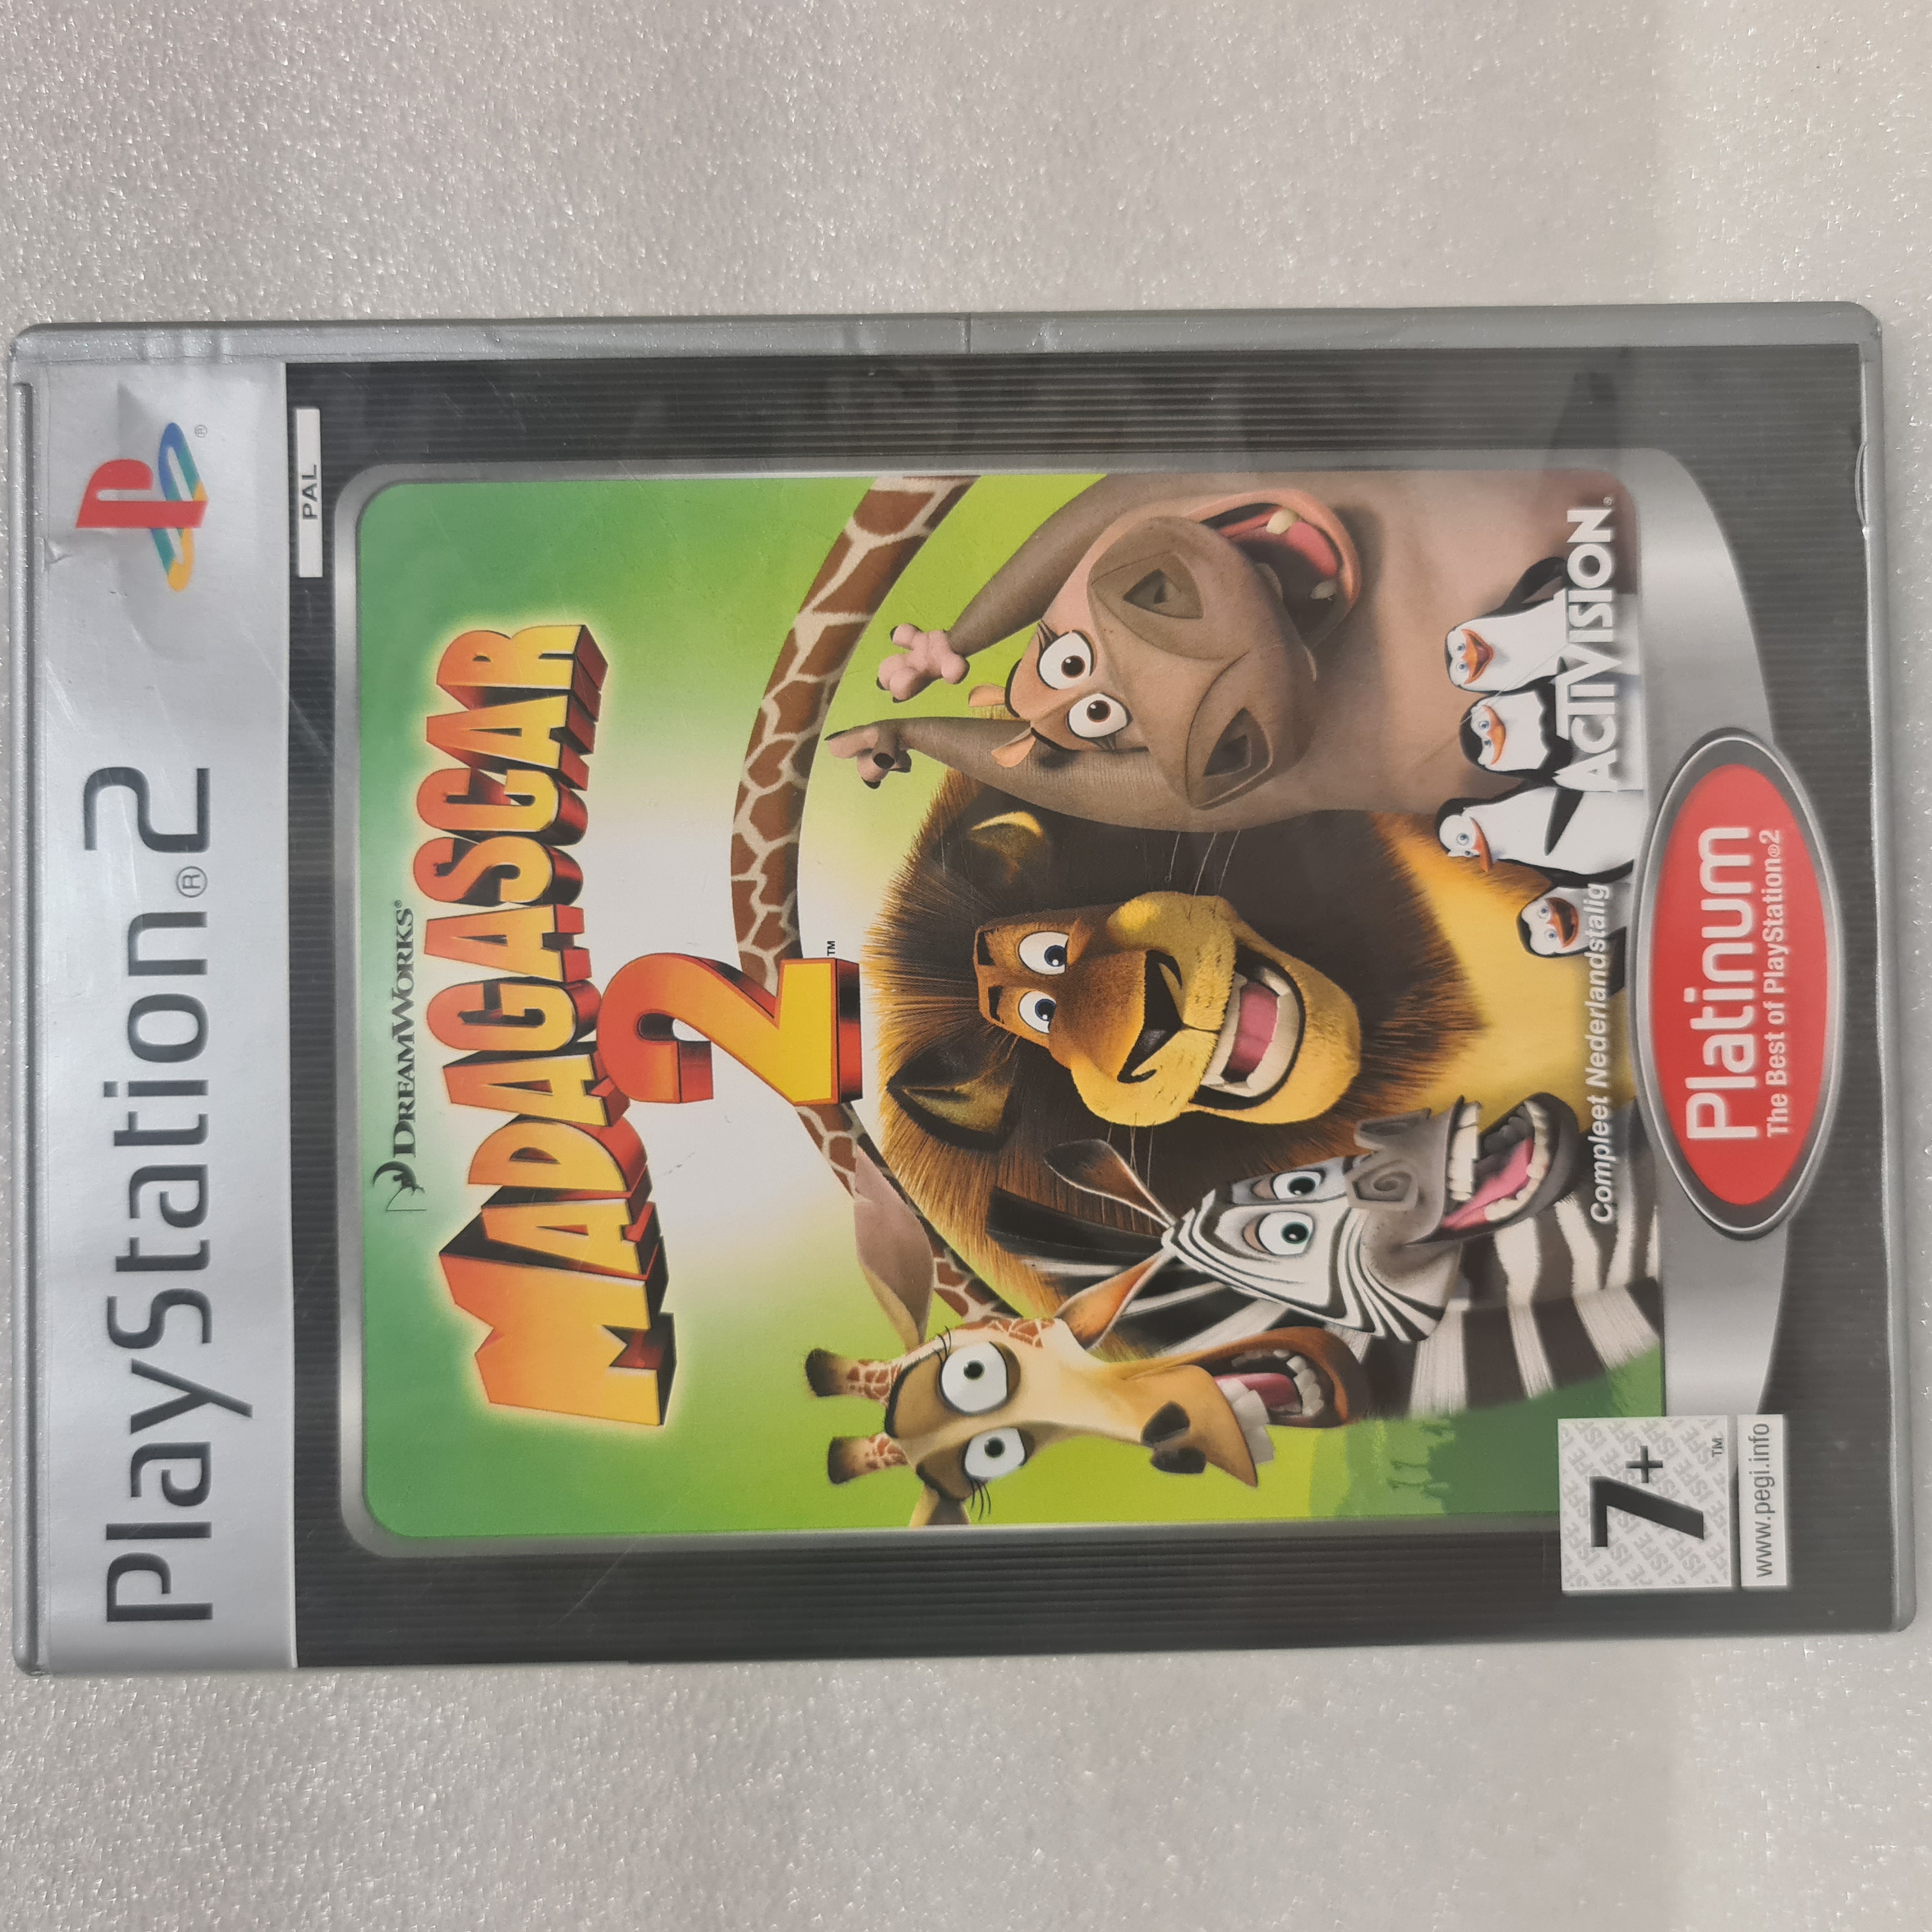 PlayStation®2
PAL
DREAMWORKS®
MADAGASCAR
2™
Compleet Nederlandstalig
ACTIVISION®
7+
™
www.pegi.info
Platinum
The Best of PlayStation®2